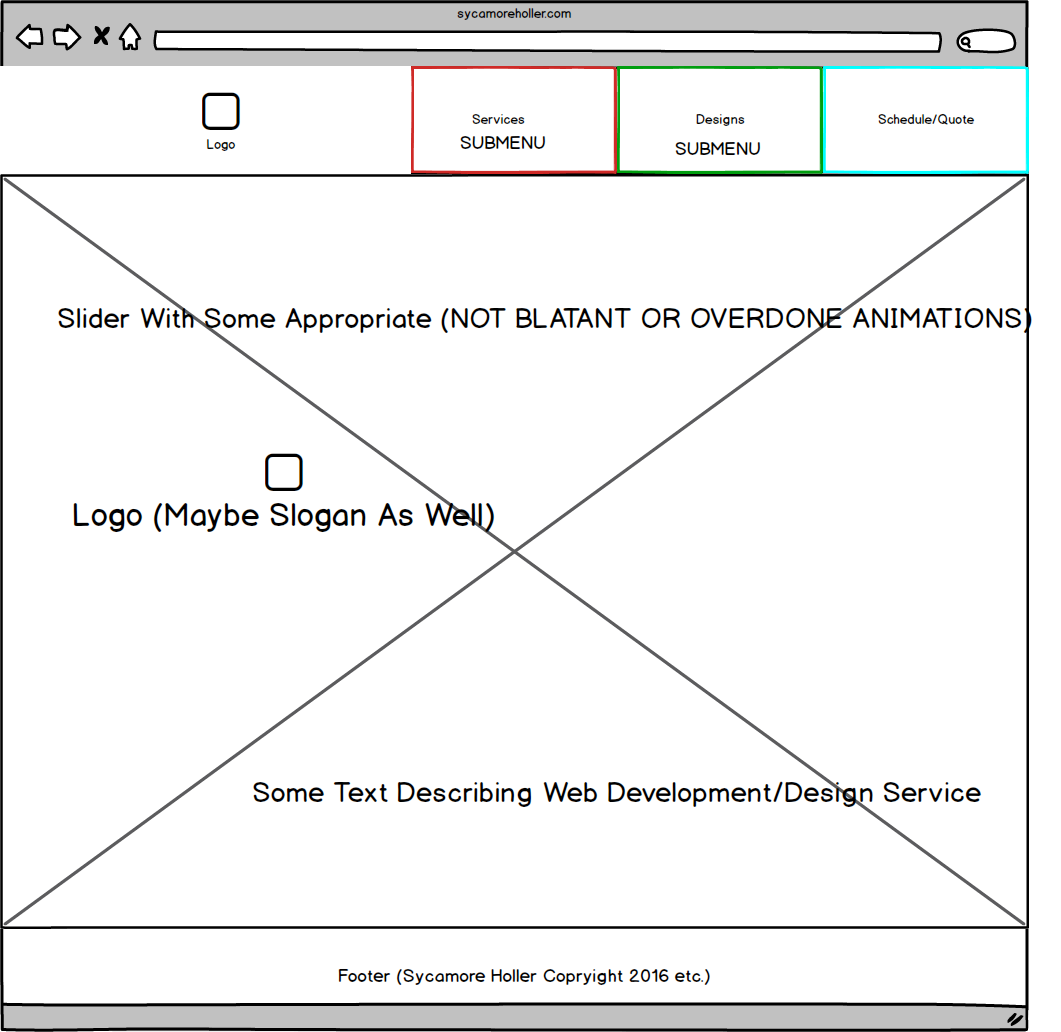 sycamoreholler.com
Logo
Services
SUBMENU
Designs
SUBMENU
Schedule/Quote
Slider With Some Appropriate (NOT BLATANT OR OVERDONE ANIMATIONS)
Logo (Maybe Slogan As Well)
Some Text Describing Web Development/Design Service
Footer (Sycamore Holler Copryight 2016 etc.)